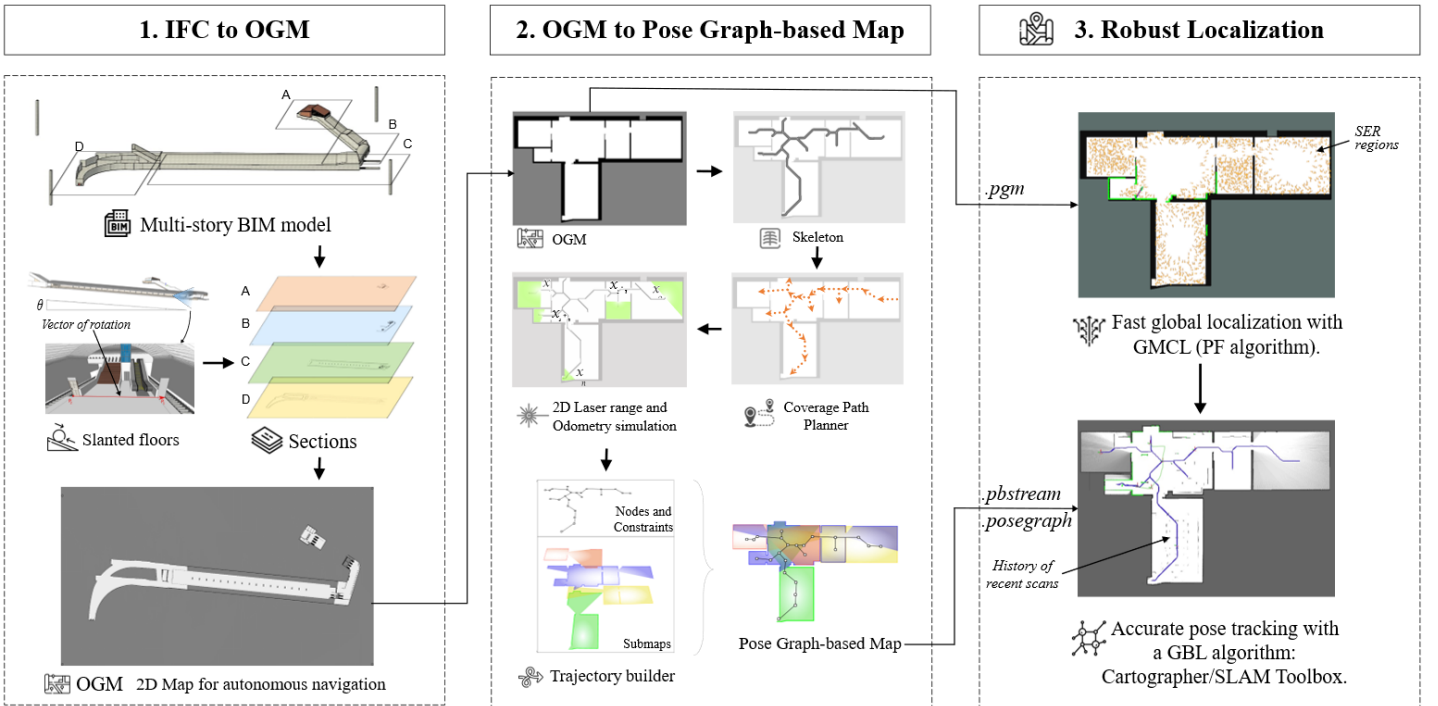 1. IFC to OGM
A
B
C
D
BIM
Multi-story BIM model
θ
Vector of rotation
Slanted floors
A
B
C
D
Sections
OGM 2D Map for autonomous navigation
2. OGM to Pose Graph-based Map
OGM
Skeleton
x
x
x
x
x
n
2D Laser range and
Odometry simulation
Coverage Path
Planner
Nodes and
Constraints
Submaps
Trajectory builder
Pose Graph-based Map
3. Robust Localization
.pgm
SER
regions
Fast global localization with
GMCL (PF algorithm).
.pbstream
.posegraph
History of
recent scans
Accurate pose tracking with
a GBL algorithm:
Cartographer/SLAM Toolbox.